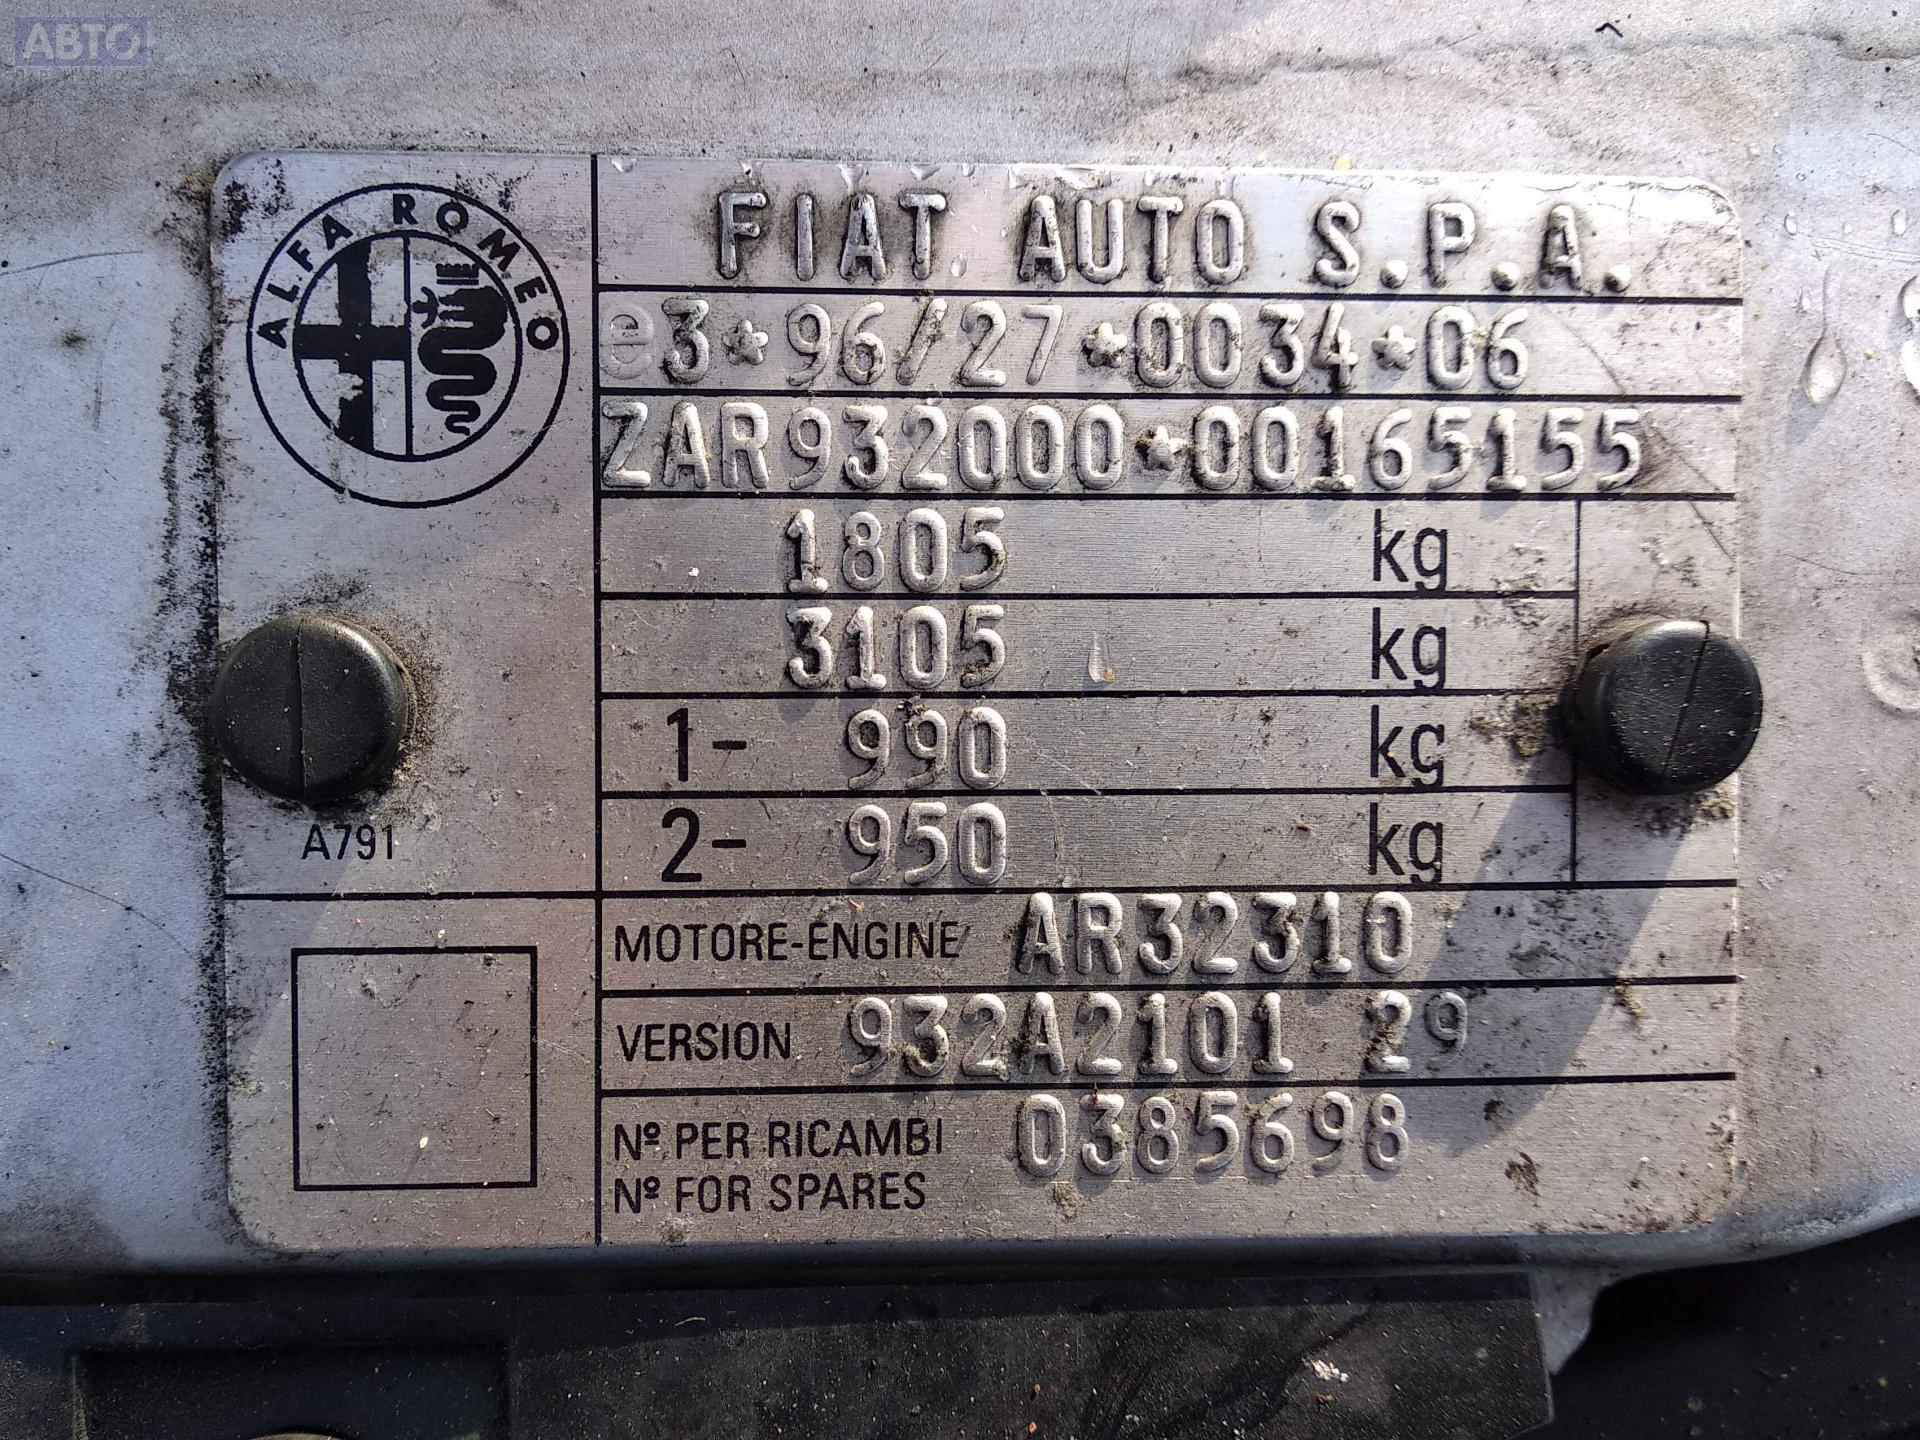 АВТО
ALFA ROMEO
FIAT AUTO S.P.A.
e3*96/27*0034*06
ZAR932000*00165155
1805 kg
3105 kg
1- 990 kg
2- 950 kg
A791
MOTORE-ENGINE AR32310
VERSION 932A2101 29
Nº PER RICAMBI 0385698
Nº FOR SPARES